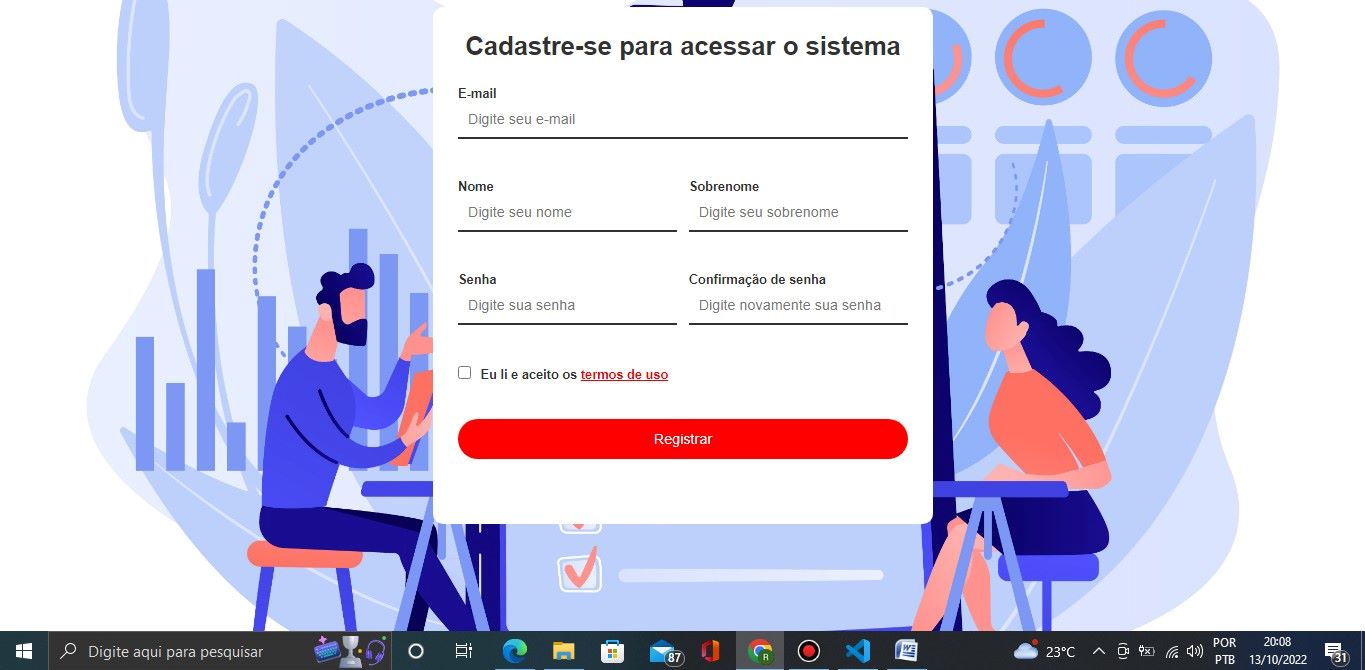 Cadastre-se para acessar o sistema
E-mail
Digite seu e-mail
Nome Sobrenome
Digite seu nome Digite seu sobrenome
Senha Confirmação de senha
Digite sua senha Digite novamente sua senha
Eu li e aceito os termos de uso
Registrar
Digite aqui para pesquisar
87
R
W
23°C
POR
PTB
20:08
13/10/2022
31